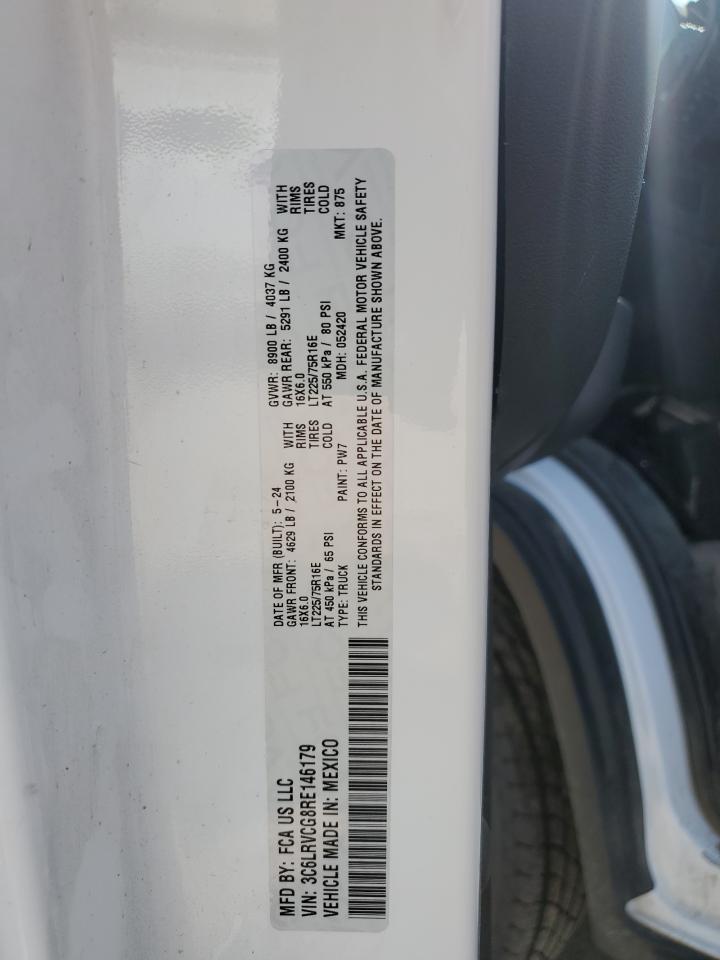 MFD BY: FCA US LLC
VIN: 3C6LRVCG8RE146179
VEHICLE MADE IN: MEXICO
DATE OF MFR (BUILT): 5-24 GVWR: 8900 LB / 4037 KG
GAWR FRONT: 4629 LB / 2100 KG WITH GAWR REAR: 5291 LB / 2400 KG WITH
16X6.0 RIMS 16X6.0 RIMS
LT225/75R16E TIRES LT225/75R16E TIRES
AT 450 kPa / 65 PSI COLD AT 550 kPa / 80 PSI COLD
TYPE: TRUCK PAINT: PW7 MDH: 052420 MKT: 875
THIS VEHICLE CONFORMS TO ALL APPLICABLE U.S.A. FEDERAL MOTOR VEHICLE SAFETY
STANDARDS IN EFFECT ON THE DATE OF MANUFACTURE SHOWN ABOVE.